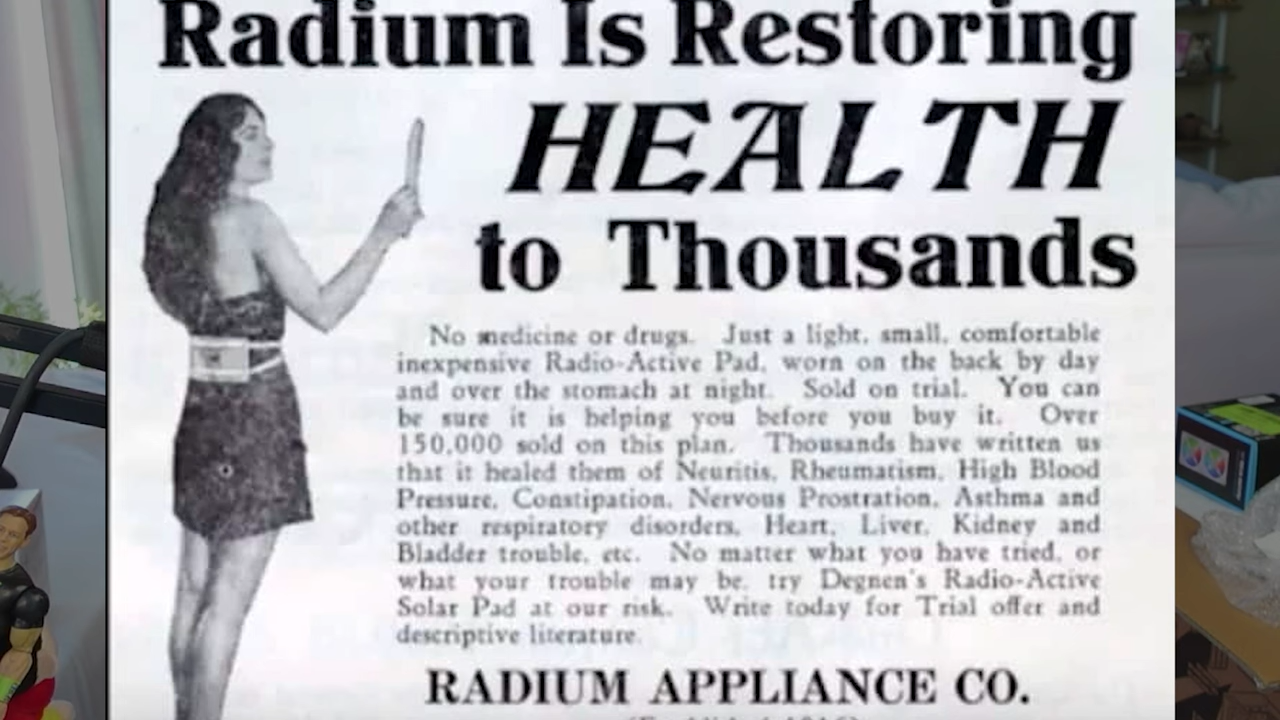 Radium Is Restoring
HEALTH
to Thousands
No medicine or drugs. Just a light, small, comfortable
inexpensive Radio-Active Pad, worn on the back by day
and over the stomach at night. Sold on trial. You can
be sure it is helping you before you buy it. Over
150,000 sold on this plan. Thousands have written us
that it healed them of Neuritis, Rheumatism, High Blood
Pressure, Constipation, Nervous Prostration, Asthma and
other respiratory disorders, Heart, Liver, Kidney and
Bladder trouble, etc. No matter what you have tried, or
what your trouble may be, try Degnen's Radio-Active
Solar Pad at our risk. Write today for Trial offer and
descriptive literature.
RADIUM APPLIANCE CO.